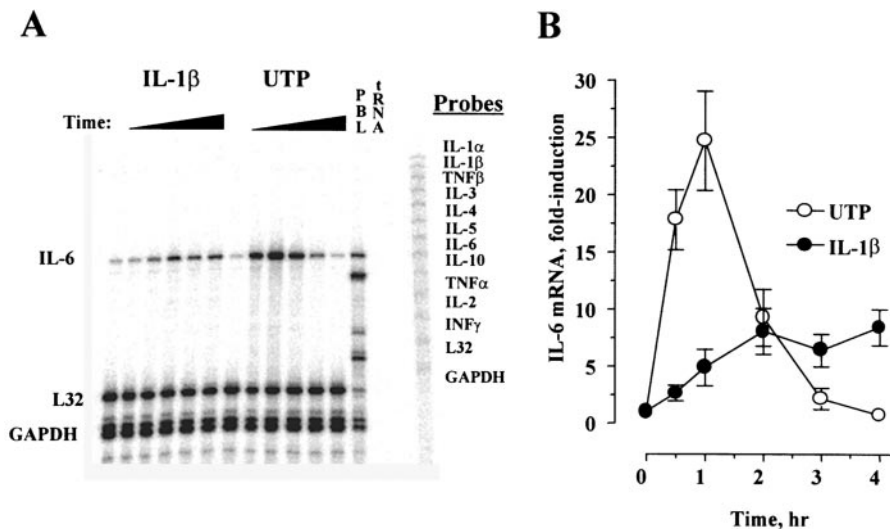 A
IL-1β
UTP
PBL
tRNA
Time:
Probes
IL-1α
IL-1β
TNFβ
IL-3
IL-4
IL-5
IL-6
IL-10
TNFα
IL-2
INFγ
L32
GAPDH
IL-6
L32
GAPDH
B
IL-6 mRNA, fold-induction
30
25
20
15
10
5
0
UTP
IL-1β
0 1 2 3 4
Time, hr